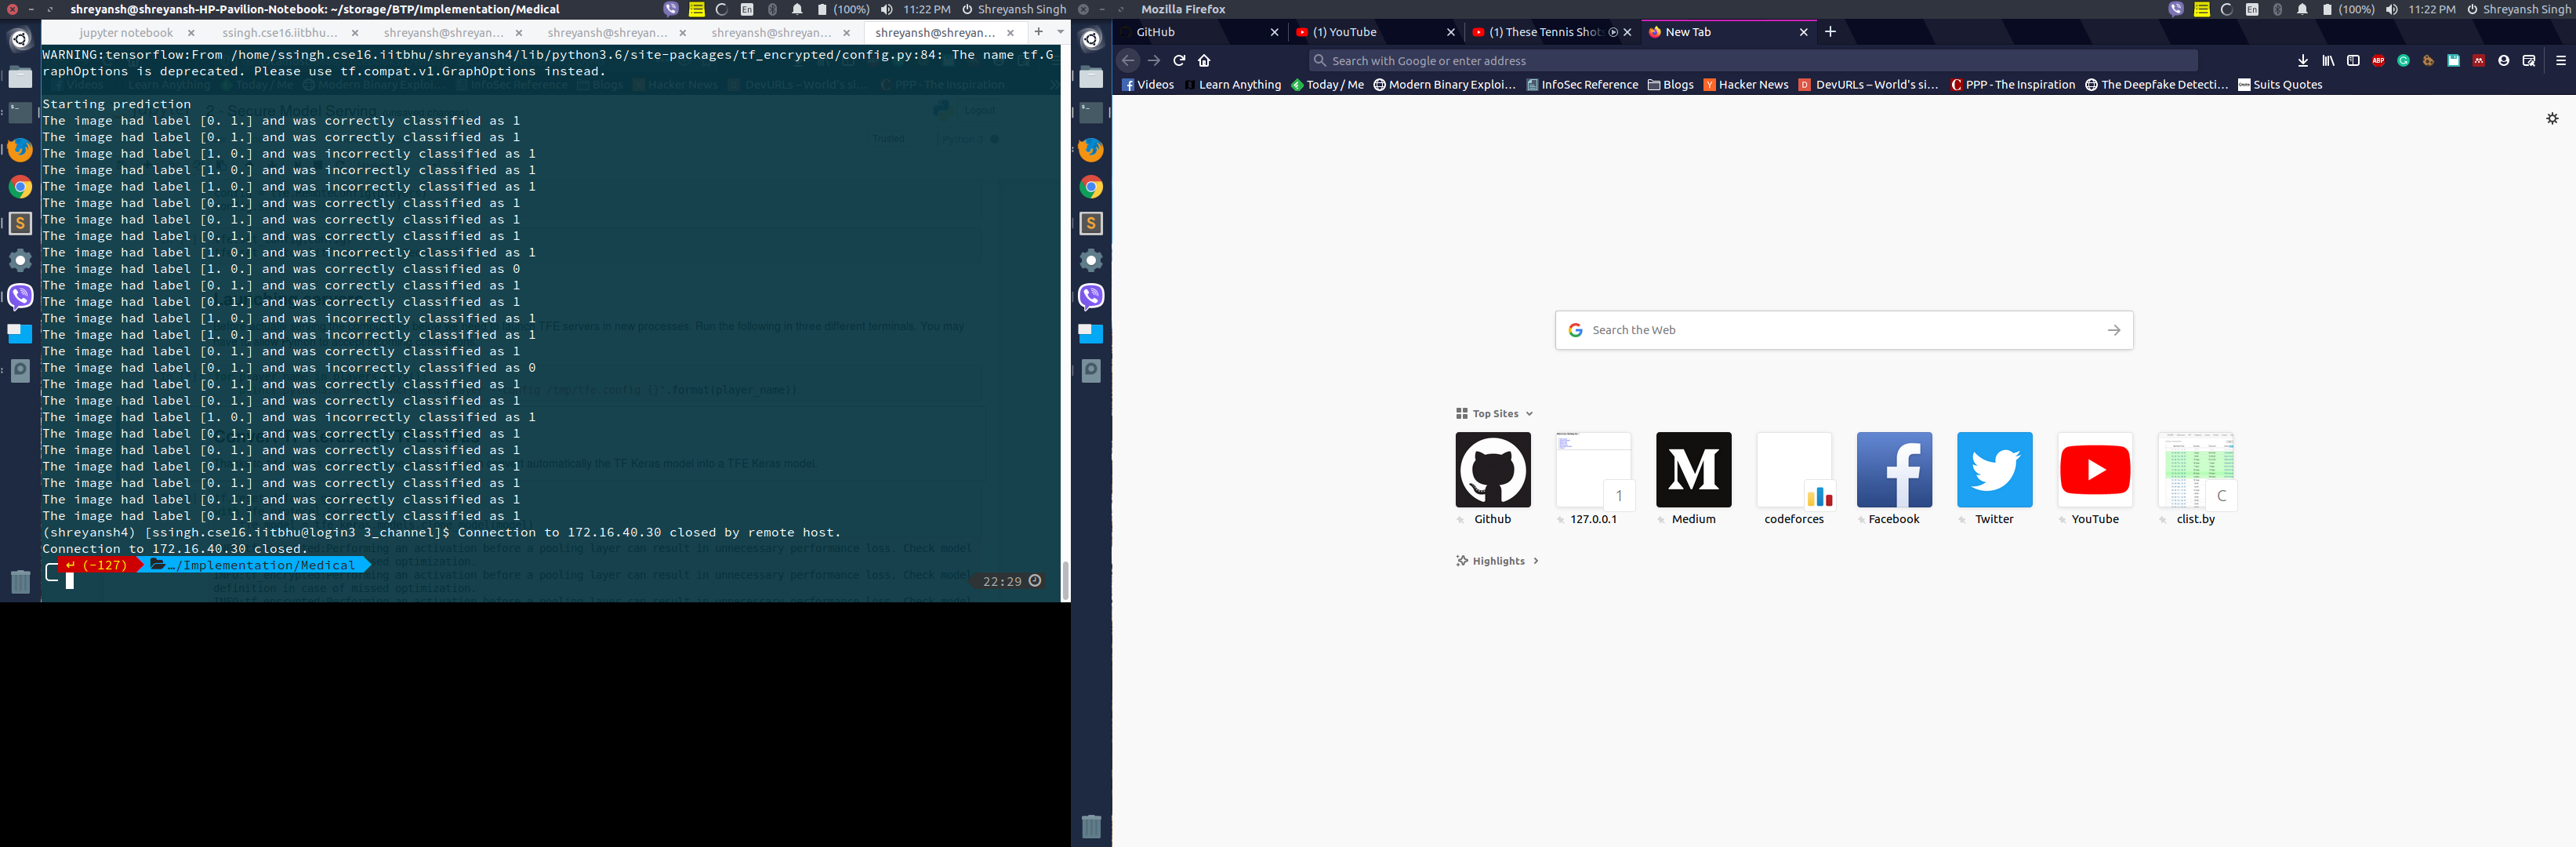 shreyansh@shreyansh-HP-Pavilion-Notebook: ~/storage/BTP/Implementation/Medical
En (100%) 11:22 PM Shreyansh Singh
jupyter notebook ssingh.cse16.iitbhu... shreyansh@shreyan... shreyansh@shreyan... shreyansh@shreyan... shreyansh@shreyan...
WARNING:tensorflow:From /home/ssingh.cse16.iitbhu/shreyansh4/lib/python3.6/site-packages/tf_encrypted/config.py:84: The name tf.G
raphOptions is deprecated. Please use tf.compat.v1.GraphOptions instead.
Starting prediction
The image had label [0. 1.] and was correctly classified as 1
The image had label [0. 1.] and was correctly classified as 1
The image had label [1. 0.] and was incorrectly classified as 1
The image had label [1. 0.] and was incorrectly classified as 1
The image had label [1. 0.] and was incorrectly classified as 1
The image had label [0. 1.] and was correctly classified as 1
The image had label [0. 1.] and was correctly classified as 1
The image had label [0. 1.] and was correctly classified as 1
The image had label [1. 0.] and was incorrectly classified as 1
The image had label [1. 0.] and was correctly classified as 0
The image had label [0. 1.] and was correctly classified as 1
The image had label [0. 1.] and was correctly classified as 1
The image had label [1. 0.] and was incorrectly classified as 1
The image had label [1. 0.] and was incorrectly classified as 1
The image had label [0. 1.] and was correctly classified as 1
The image had label [0. 1.] and was incorrectly classified as 0
The image had label [0. 1.] and was correctly classified as 1
The image had label [0. 1.] and was correctly classified as 1
The image had label [1. 0.] and was incorrectly classified as 1
The image had label [0. 1.] and was correctly classified as 1
The image had label [0. 1.] and was correctly classified as 1
The image had label [0. 1.] and was correctly classified as 1
The image had label [0. 1.] and was correctly classified as 1
The image had label [0. 1.] and was correctly classified as 1
The image had label [0. 1.] and was correctly classified as 1
(shreyansh4) [ssingh.cse16.iitbhu@login3 3_channel]$ Connection to 172.16.40.30 closed by remote host.
Connection to 172.16.40.30 closed.
↵ (-127) …/Implementation/Medical
22:29
Mozilla Firefox
En (100%) 11:22 PM Shreyansh Singh
GitHub (1) YouTube (1) These Tennis Shot New Tab
Search with Google or enter address
Videos Learn Anything Today / Me Modern Binary Exploi... InfoSec Reference Blogs Hacker News DevURLs – World's si... PPP - The Inspiration The Deepfake Detecti... Suits Quotes
Search the Web
Top Sites
1 C
Github 127.0.0.1 Medium codeforces Facebook Twitter YouTube clist.by
Highlights